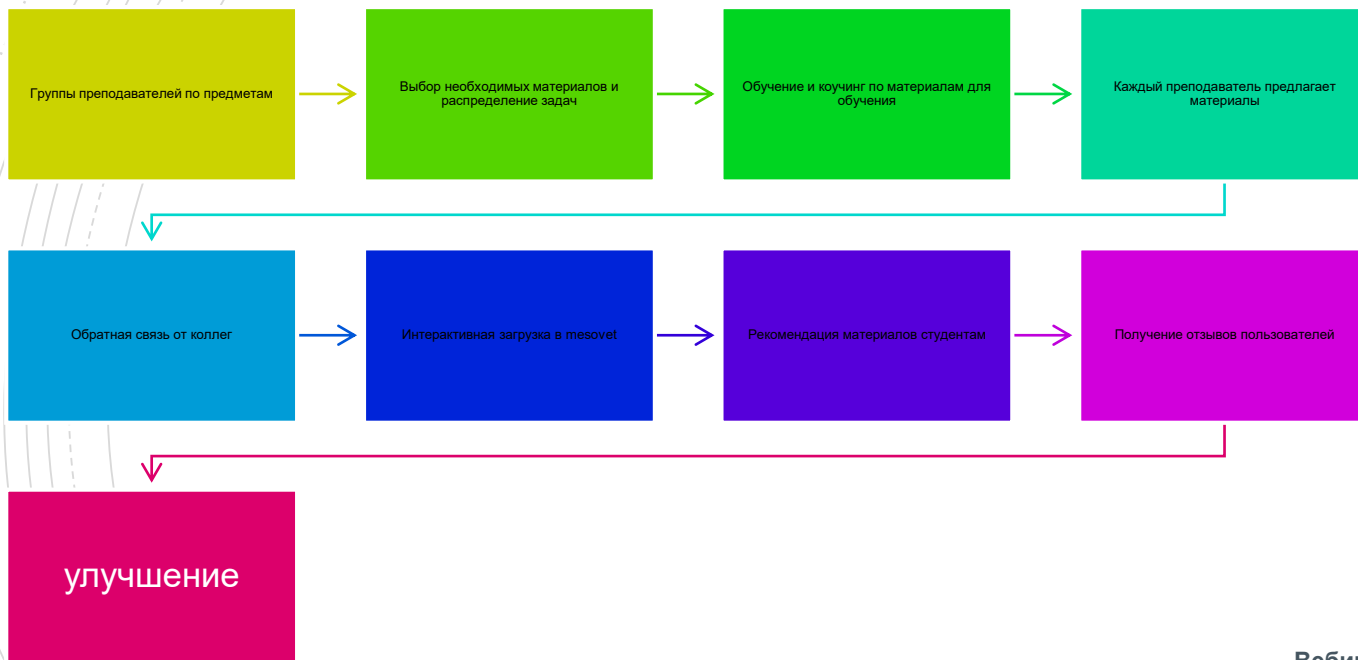 Группы преподавателей по предметам
Выбор необходимых материалов и
распределение задач
Обучение и коучинг по материалам для
обучения
Каждый преподаватель предлагает
материалы
Обратная связь от коллег
Интерактивная загрузка в mesovet
Рекомендация материалов студентам
Получение отзывов пользователей
улучшение